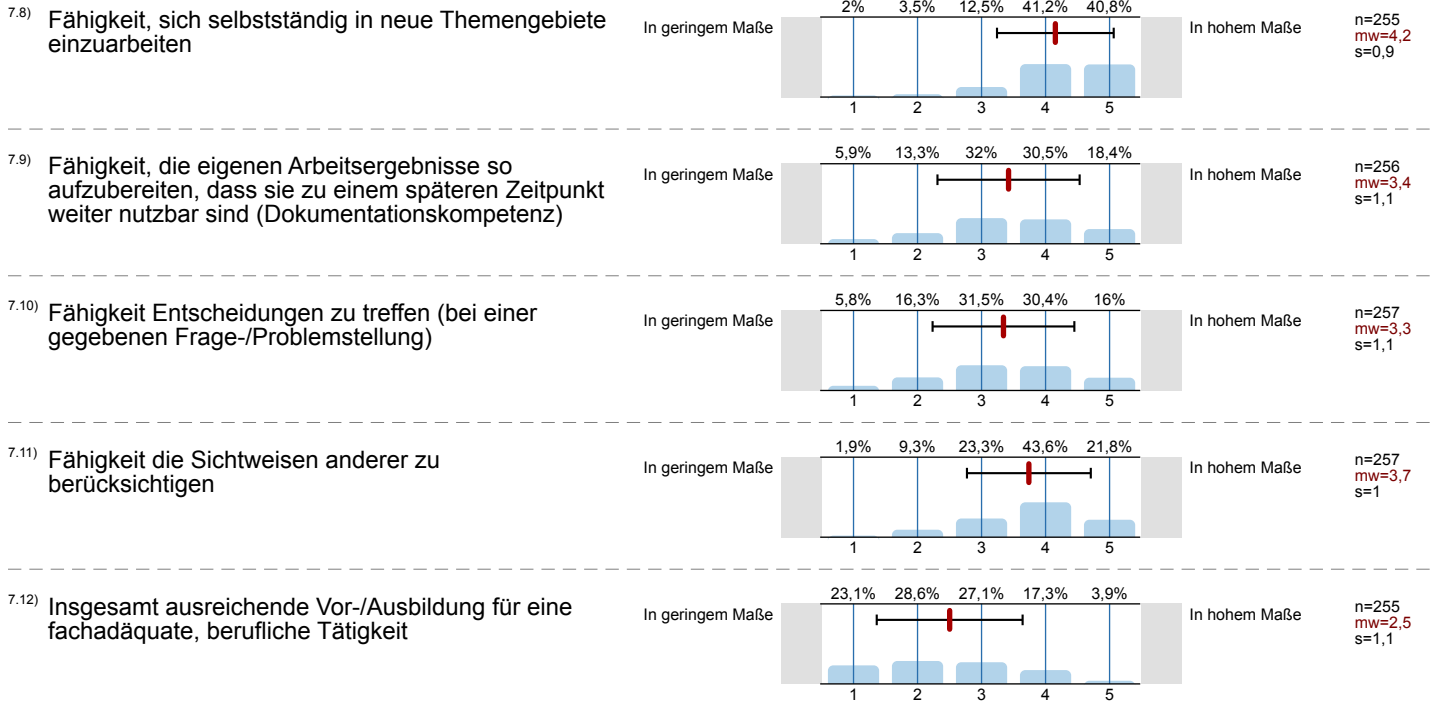 7.8) Fähigkeit, sich selbstständig in neue Themengebiete
einzuarbeiten
In geringem Maße
2% 3,5% 12,5% 41,2% 40,8%
1 2 3 4 5
In hohem Maße
n=255
mw=4,2
s=0,9
7.9) Fähigkeit, die eigenen Arbeitsergebnisse so
aufzubereiten, dass sie zu einem späteren Zeitpunkt
weiter nutzbar sind (Dokumentationskompetenz)
In geringem Maße
5,9% 13,3% 32% 30,5% 18,4%
1 2 3 4 5
In hohem Maße
n=256
mw=3,4
s=1,1
7.10) Fähigkeit Entscheidungen zu treffen (bei einer
gegebenen Frage-/Problemstellung)
In geringem Maße
5,8% 16,3% 31,5% 30,4% 16%
1 2 3 4 5
In hohem Maße
n=257
mw=3,3
s=1,1
7.11) Fähigkeit die Sichtweisen anderer zu
berücksichtigen
In geringem Maße
1,9% 9,3% 23,3% 43,6% 21,8%
1 2 3 4 5
In hohem Maße
n=257
mw=3,7
s=1
7.12) Insgesamt ausreichende Vor-/Ausbildung für eine
fachadäquate, berufliche Tätigkeit
In geringem Maße
23,1% 28,6% 27,1% 17,3% 3,9%
1 2 3 4 5
In hohem Maße
n=255
mw=2,5
s=1,1